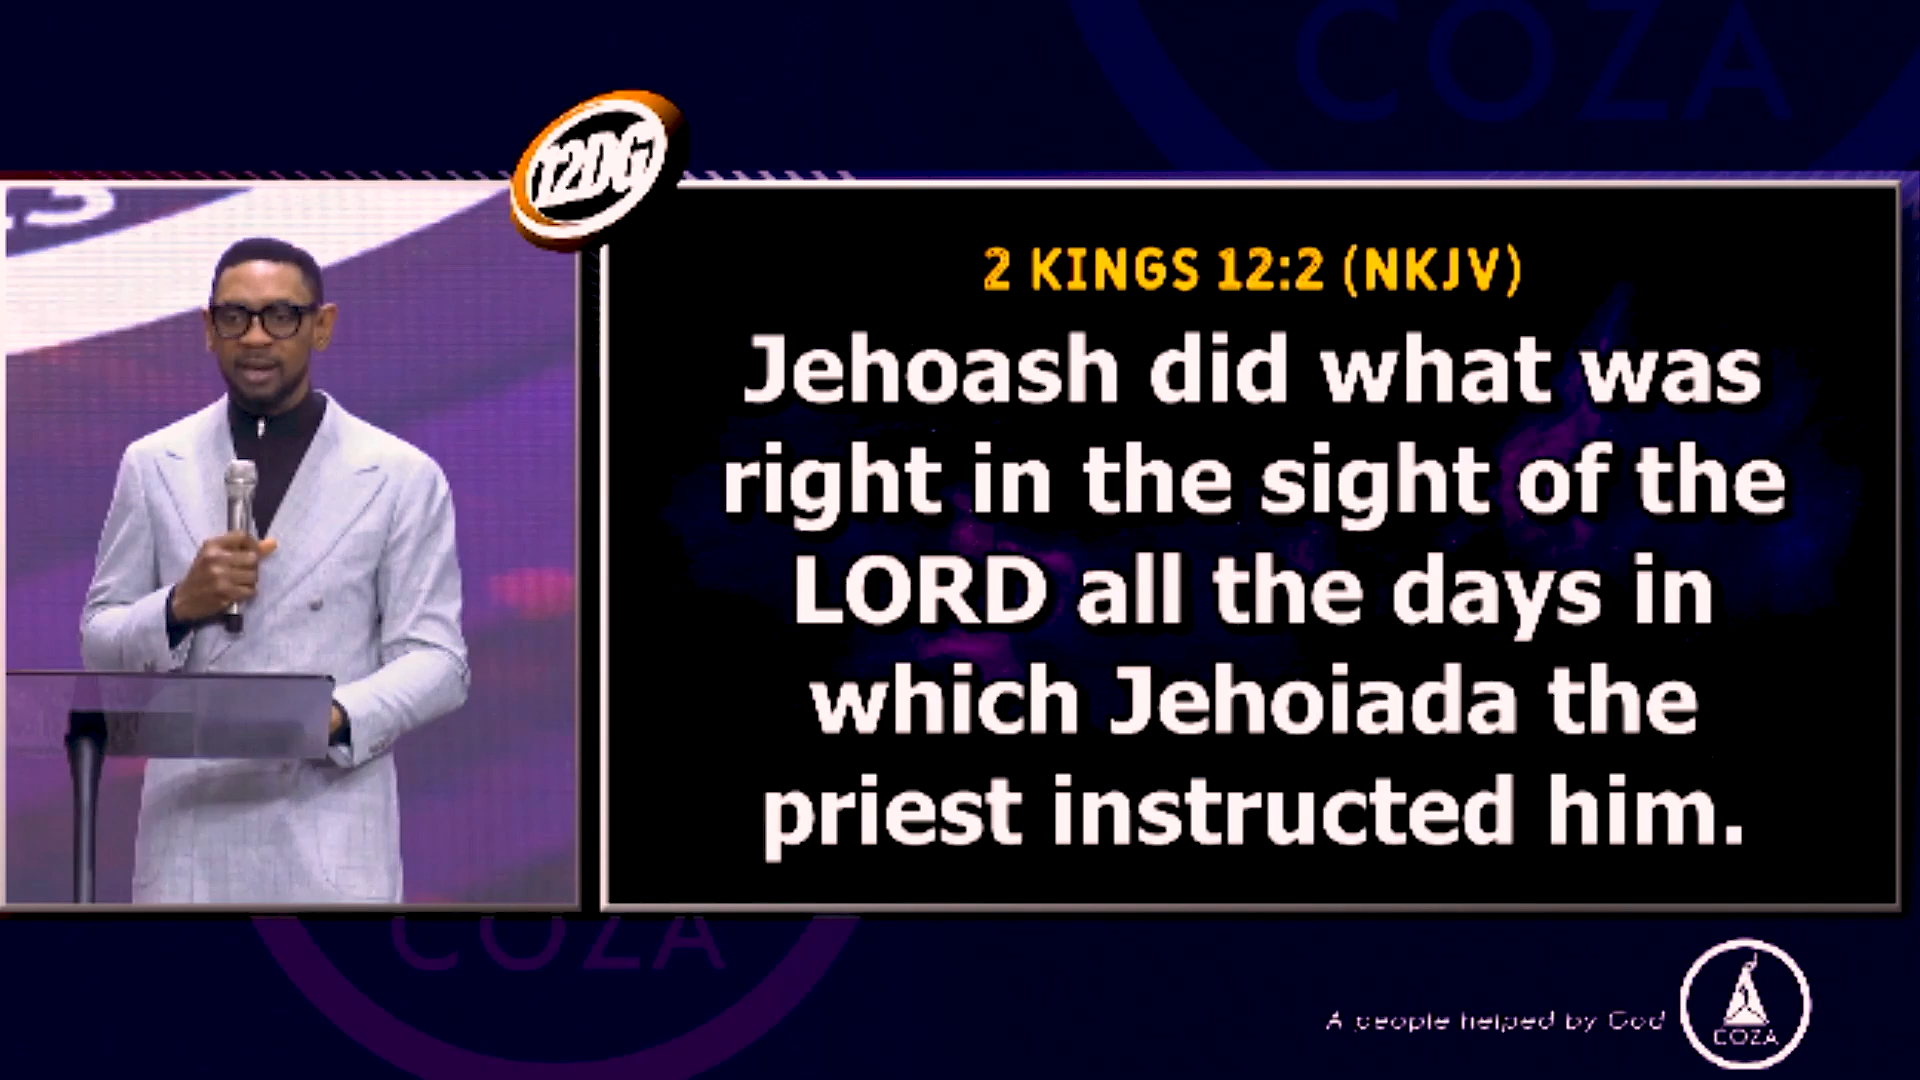 COZA
12DG
2 KINGS 12:2 (NKJV)
Jehoash did what was
right in the sight of the
LORD all the days in
which Jehoiada the
priest instructed him.
COZA
A people helped by God
COZA